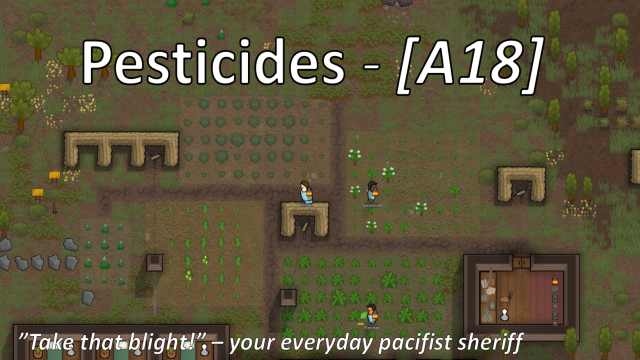 Pesticides - [A18]
"Take that blight!". – your everyday pacifist sheriff